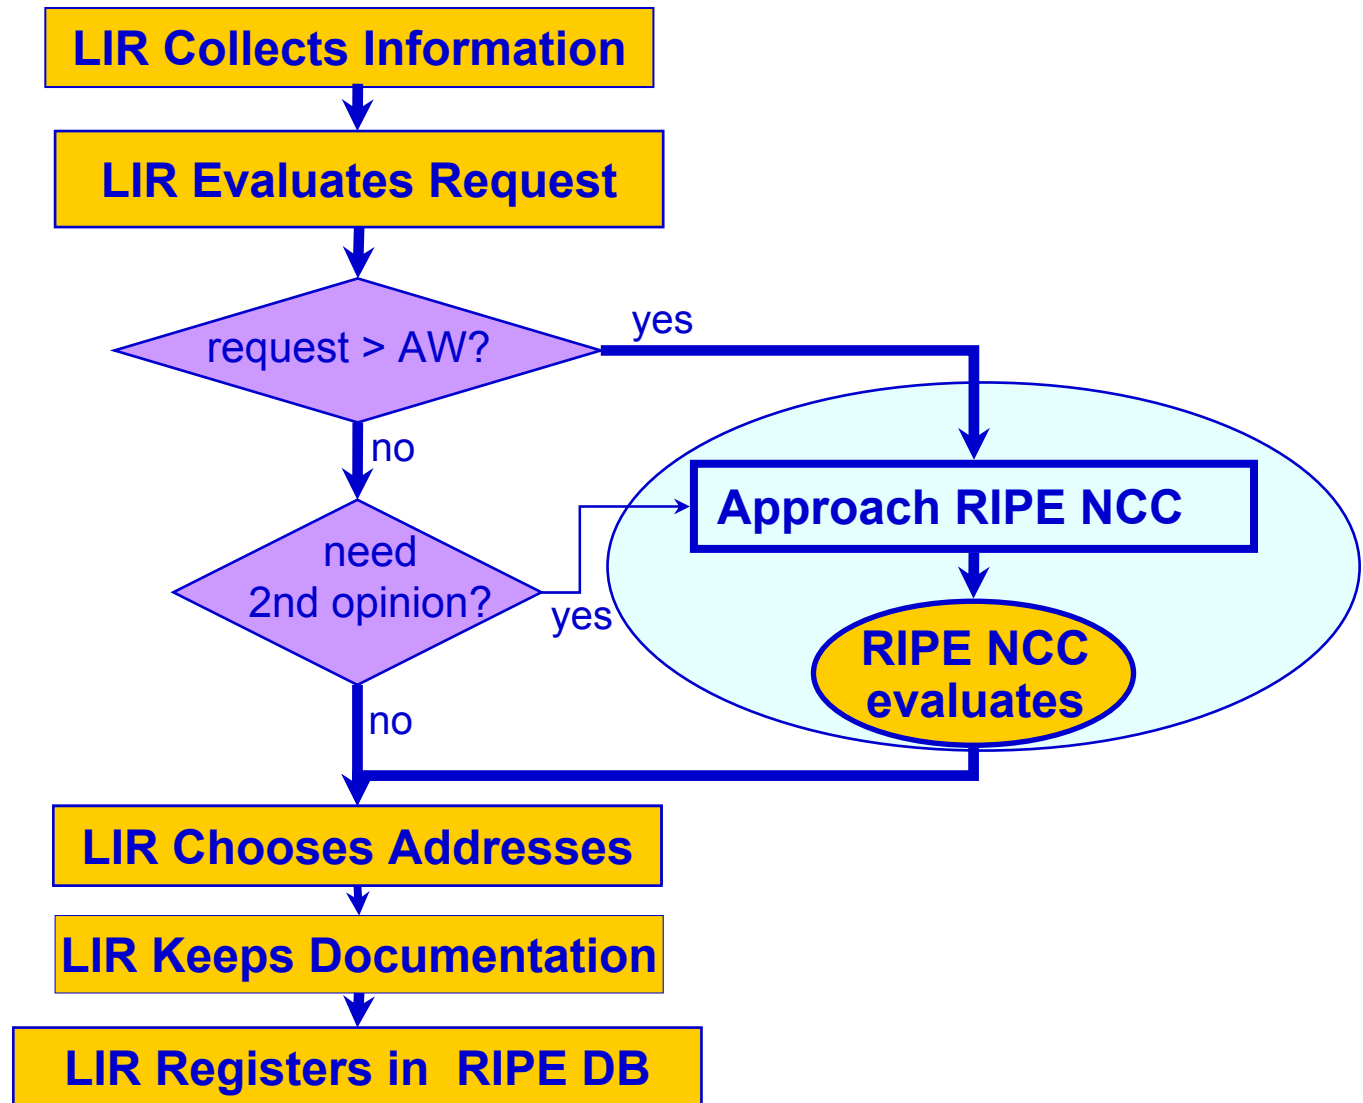 LIR Collects Information
LIR Evaluates Request
request > AW?
yes
no
Approach RIPE NCC
need
2nd opinion?
yes
RIPE NCC
evaluates
no
LIR Chooses Addresses
LIR Keeps Documentation
LIR Registers in  RIPE DB